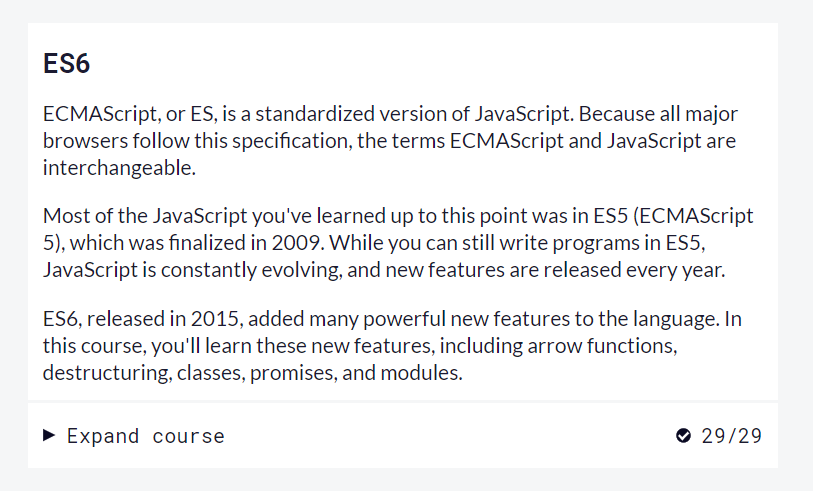 ES6
ECMAScript, or ES, is a standardized version of JavaScript. Because all major
browsers follow this specification, the terms ECMAScript and JavaScript are
interchangeable.
Most of the JavaScript you've learned up to this point was in ES5 (ECMAScript
5), which was finalized in 2009. While you can still write programs in ES5,
JavaScript is constantly evolving, and new features are released every year.
ES6, released in 2015, added many powerful new features to the language. In
this course, you'll learn these new features, including arrow functions,
destructuring, classes, promises, and modules.
Expand course 29/29